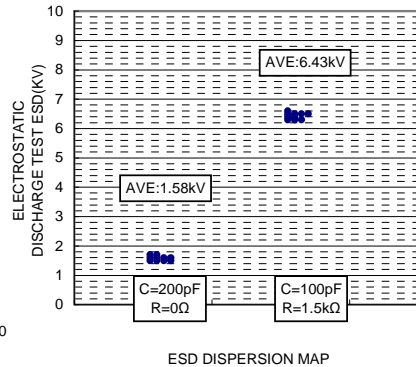 10
9
8
7
6
5
4
3
2
1
0
ELECTROSTATIC
DISCHARGE TEST ESD(KV)
AVE:6.43kV
AVE:1.58kV
C=200pF
R=0Ω
C=100pF
R=1.5kΩ
0
ESD DISPERSION MAP